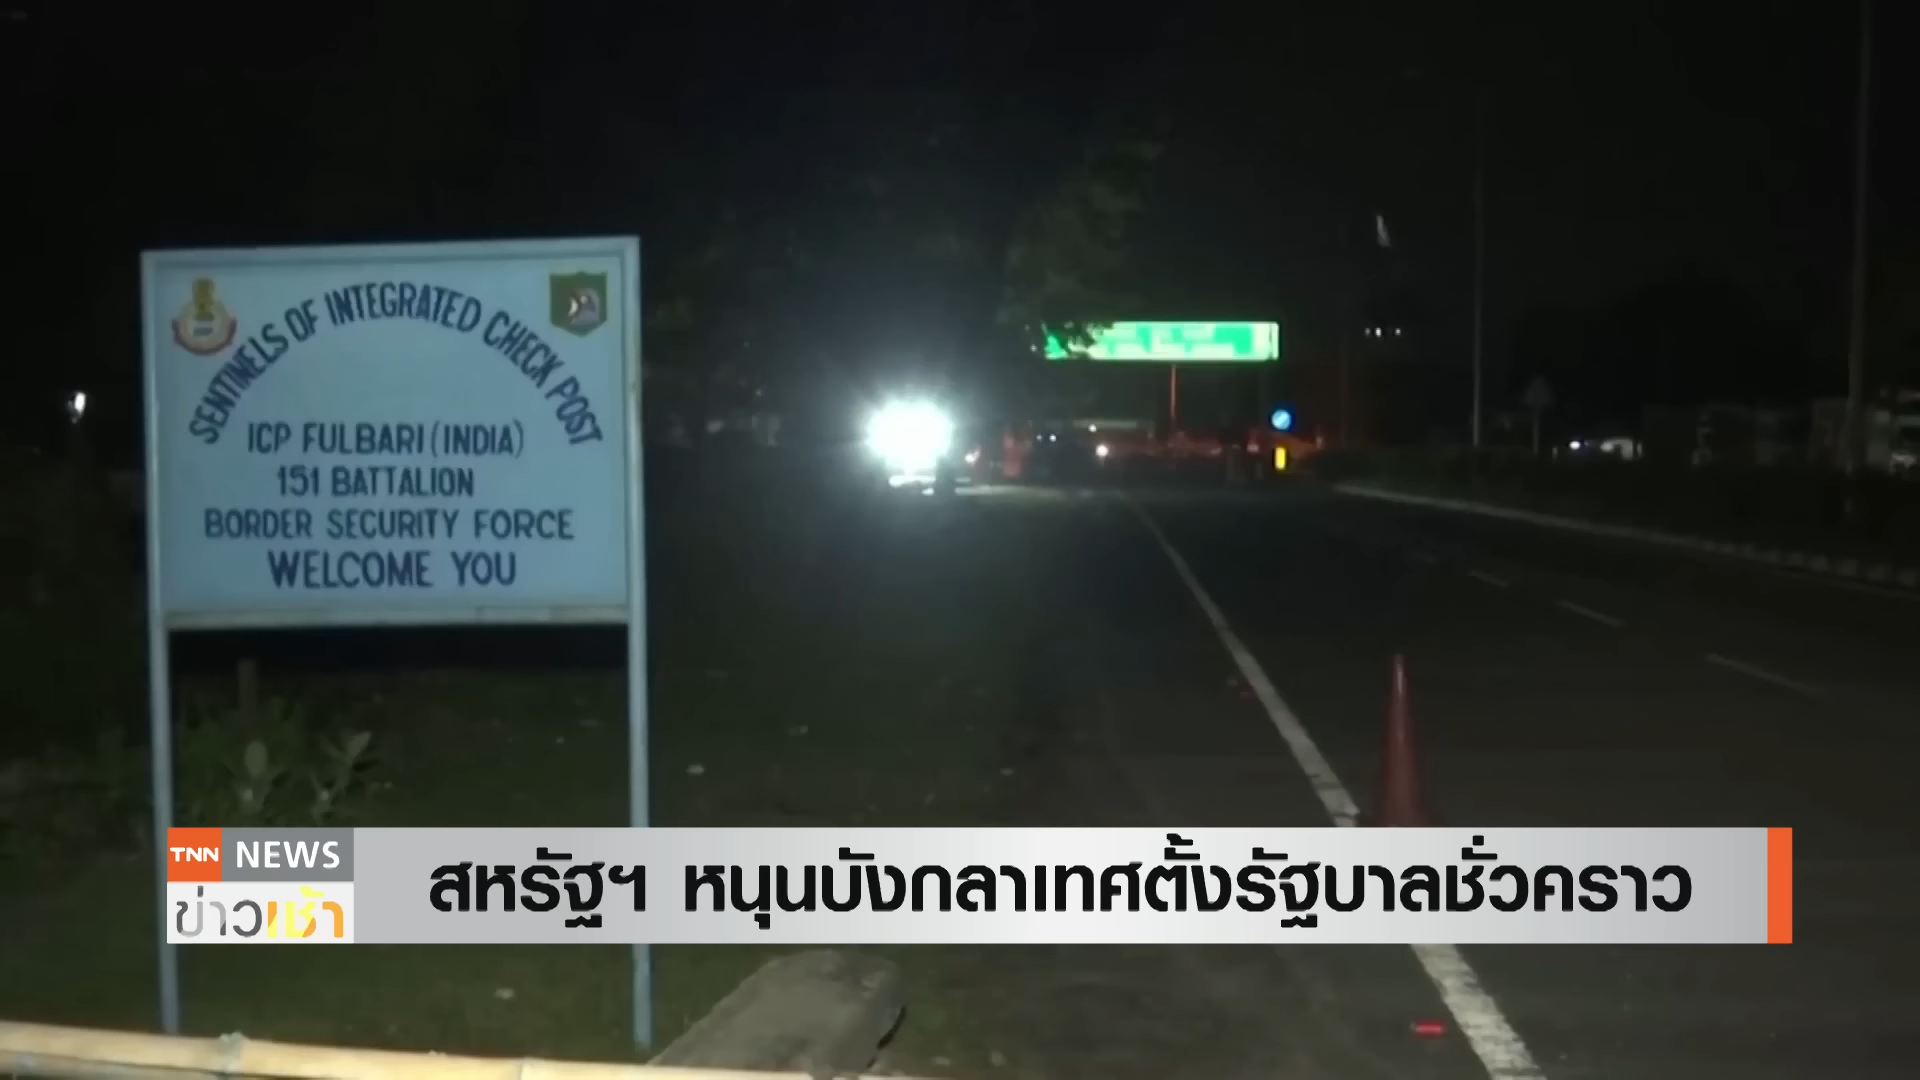 SENTINELS OF INTEGRATED CHECK POST
ICP FULBARI (INDIA)
151 BATTALION
BORDER SECURITY FORCE
WELCOME YOU
TNN NEWS
ข่าวเช้า
สหรัฐฯ หนุนบังกลาเทศตั้งรัฐบาลชั่วคราว